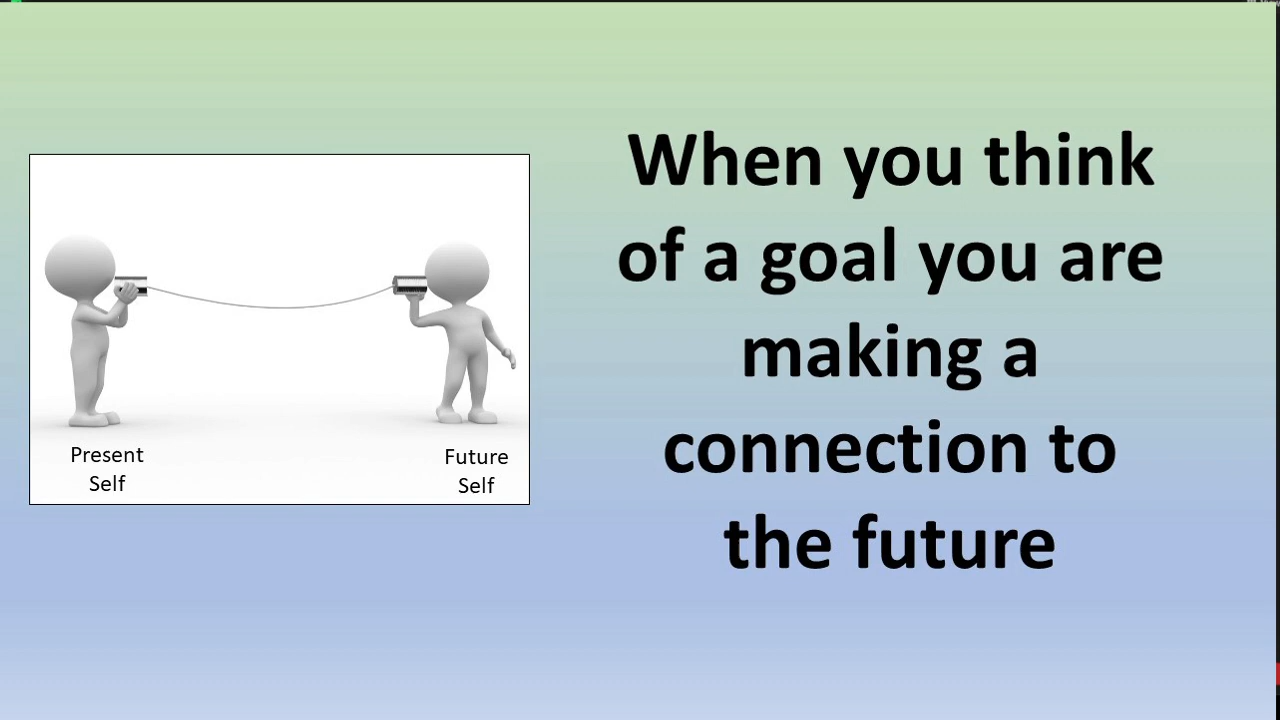 When you think
of a goal you are
making a
connection to
the future
Present
Self
Future
Self